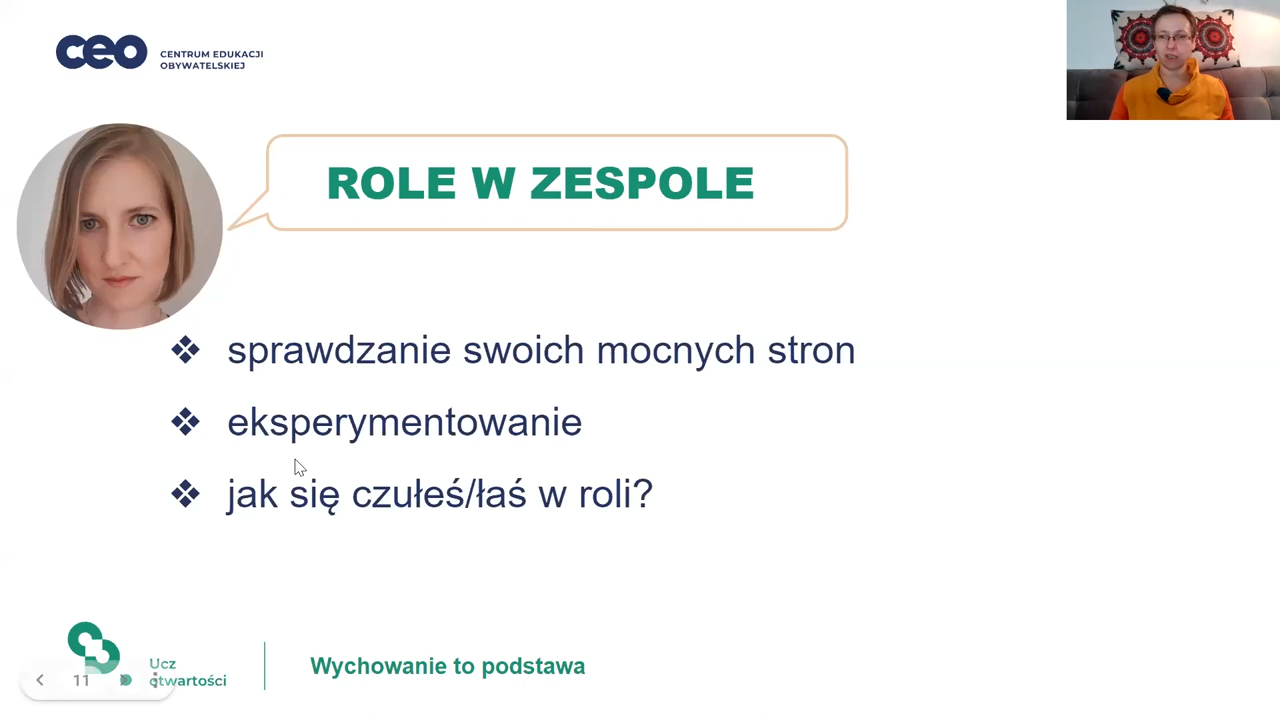 ceo
CENTRUM EDUKACJI
OBYWATELSKIEJ
ROLE W ZESPOLE
sprawdzanie swoich mocnych stron
eksperymentowanie
jak się czułeś/łaś w roli?
Ucz
otwartości
11
Wychowanie to podstawa